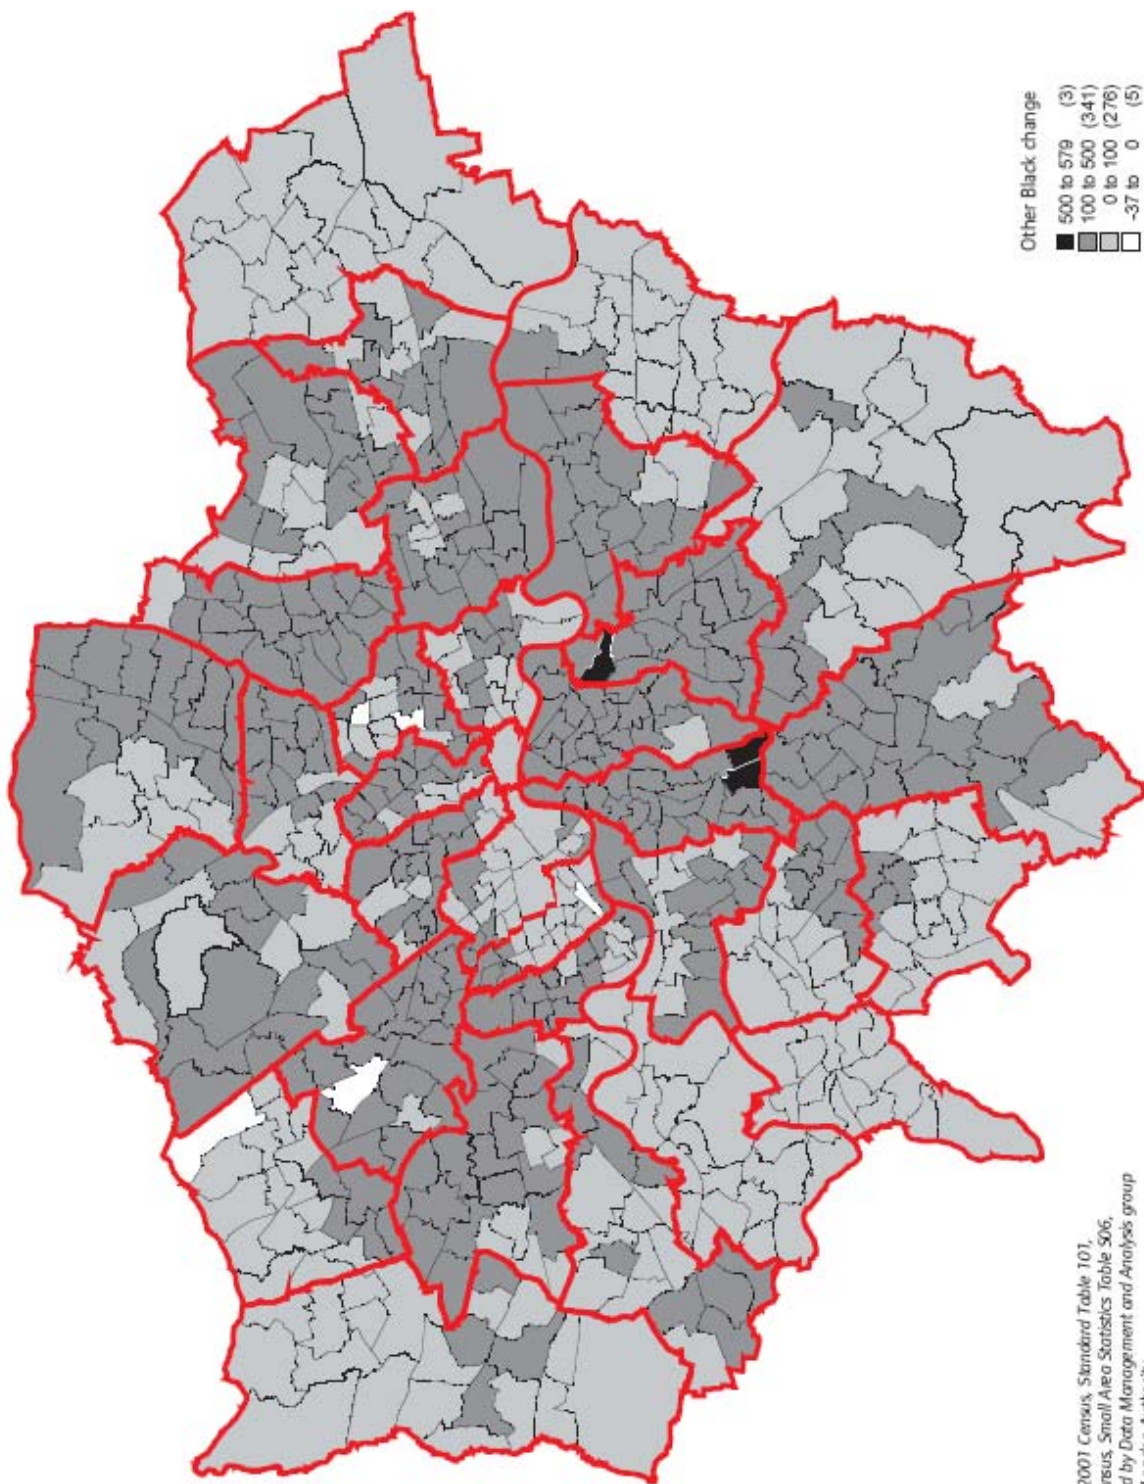 Other Black change
500 to 579 (3)
100 to 500 (341)
0 to 100 (276)
-37 to 0 (5)
2001 Census, Standard Table 101,
Small Area Statistics Table S06,
by Data Management and Analysis group